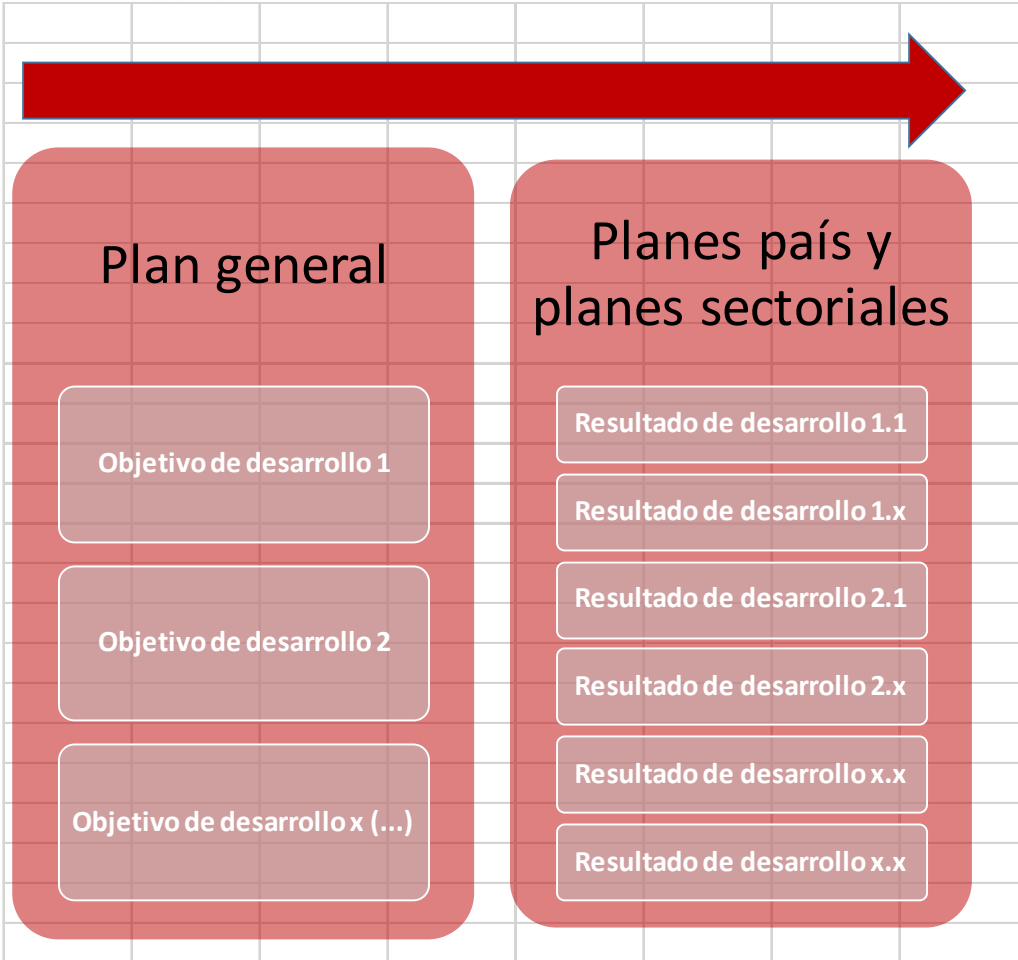 Plan general
Objetivo de desarrollo 1
Objetivo de desarrollo 2
Objetivo de desarrollo x (...)
Planes país y
planes sectoriales
Resultado de desarrollo 1.1
Resultado de desarrollo 1.x
Resultado de desarrollo 2.1
Resultado de desarrollo 2.x
Resultado de desarrollo x.x
Resultado de desarrollo x.x